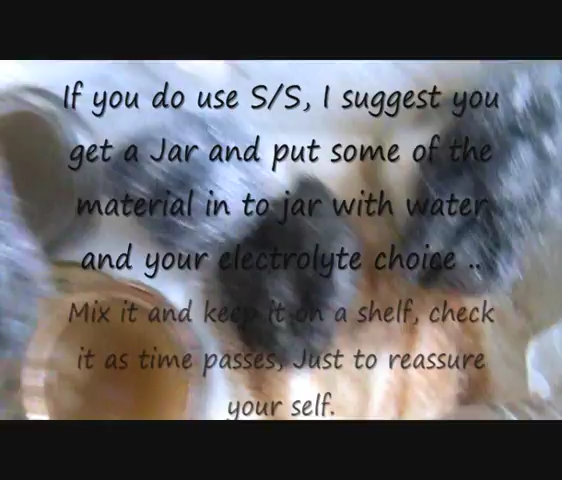 If you do use S/S, I suggest you
get a Jar and put some of the
material in to jar with water
and your electrolyte choice ..
Mix it and keep it on a shelf, check
it as time passes, Just to reassure
your self.